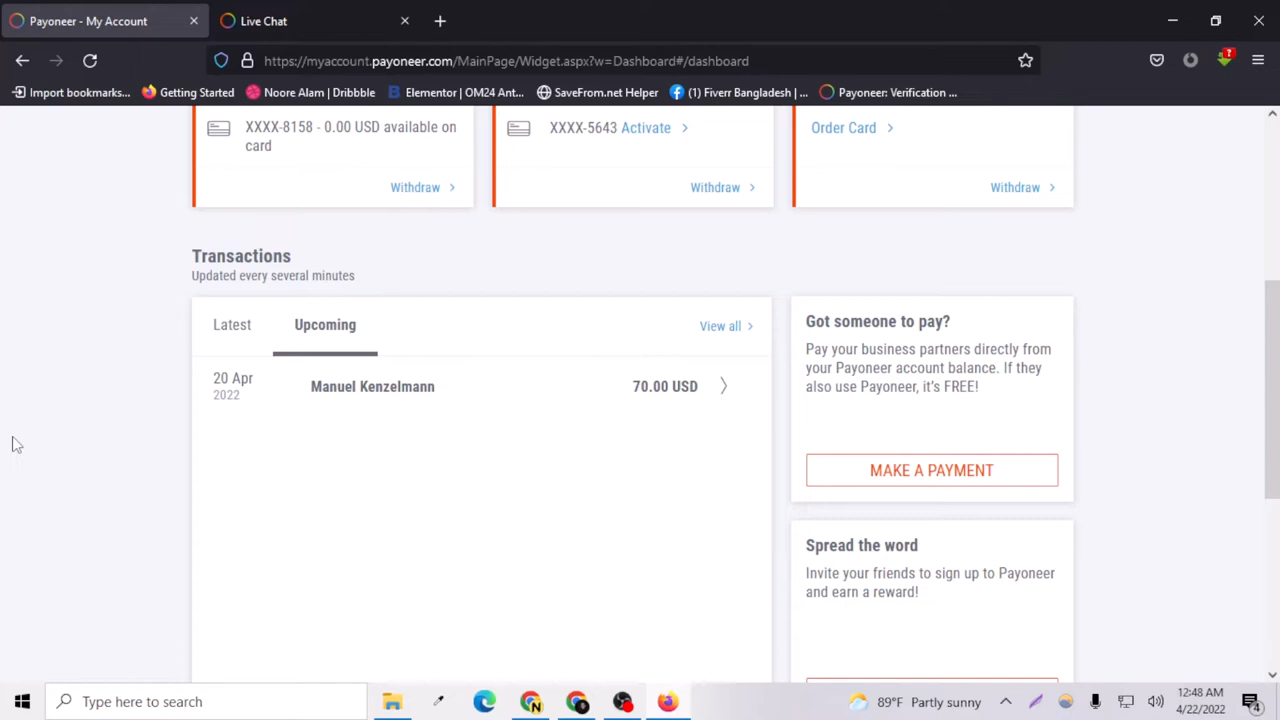 Payoneer - My Account
Live Chat
https://myaccount.payoneer.com/MainPage/Widget.aspx?w=Dashboard#/dashboard
Import bookmarks...
Getting Started
Noore Alam | Dribbble
Elementor | OM24 Ant...
SaveFrom.net Helper
(1) Fiverr Bangladesh | ...
Payoneer: Verification ...
XXXX-8158 - 0.00 USD available on
card
Withdraw
XXXX-5643 Activate
Withdraw
Order Card
Withdraw
Transactions
Updated every several minutes
Latest
Upcoming
View all
20 Apr
2022
Manuel Kenzelmann
70.00 USD
Got someone to pay?
Pay your business partners directly from
your Payoneer account balance. If they
also use Payoneer, it's FREE!
MAKE A PAYMENT
Spread the word
Invite your friends to sign up to Payoneer
and earn a reward!
Type here to search
N
89°F Partly sunny
12:48 AM
4/22/2022
4